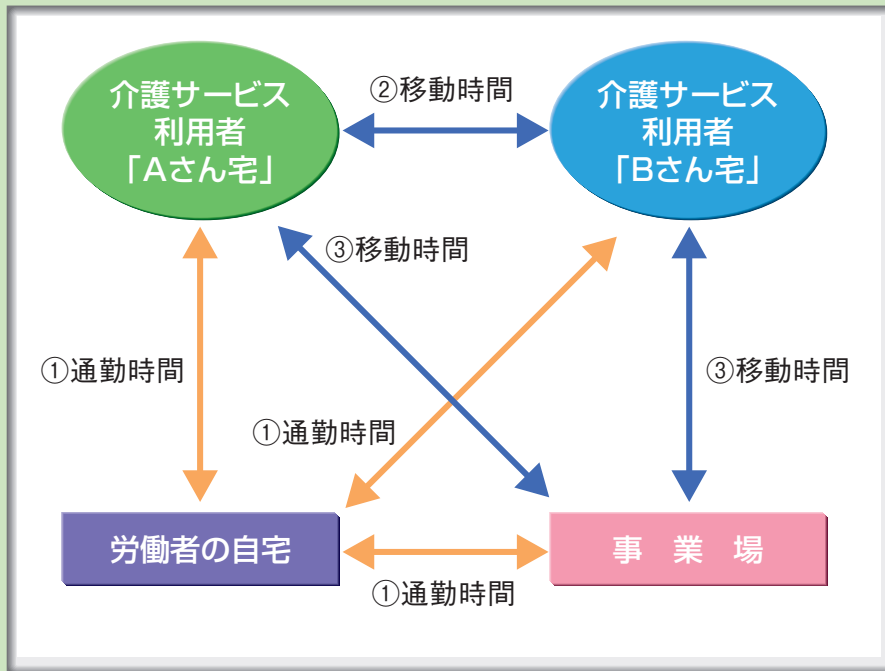 介護サービス
利用者
「Aさん宅」
②移動時間
介護サービス
利用者
「Bさん宅」
③移動時間
①通勤時間
③移動時間
①通勤時間
労働者の自宅
事 業 場
①通勤時間